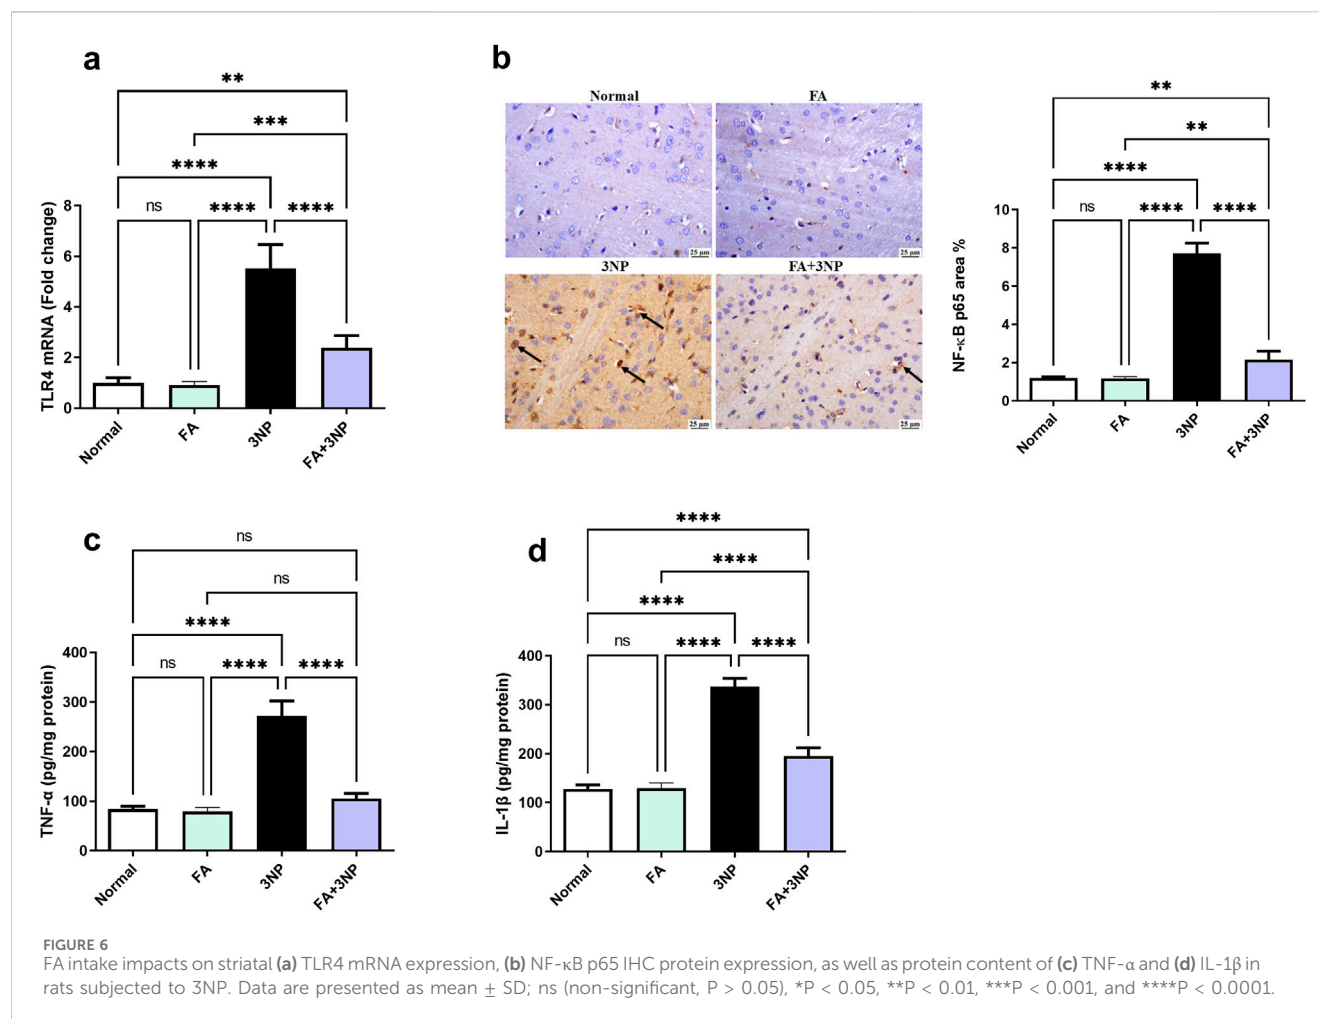 a
**
***
****
ns
****
****
TLR4 mRNA (Fold change)
8
6
4
2
0
Normal
FA
3NP
FA+3NP
b
Normal
FA
25 µm
25 µm
3NP
FA+3NP
25 µm
25 µm
**
**
****
ns
****
****
NF-κB p65 area %
10
8
6
4
2
0
Normal
FA
3NP
FA+3NP
c
ns
ns
****
ns
****
****
TNF-α (pg/mg protein)
400
300
200
100
0
Normal
FA
3NP
FA+3NP
d
****
****
****
ns
****
****
IL-1β (pg/mg protein)
400
300
200
100
0
Normal
FA
3NP
FA+3NP
FIGURE 6
FA intake impacts on striatal (a) TLR4 mRNA expression, (b) NF-κB p65 IHC protein expression, as well as protein content of (c) TNF-α and (d) IL-1β in
rats subjected to 3NP. Data are presented as mean ± SD; ns (non-significant, P > 0.05), *P < 0.05, **P < 0.01, ***P < 0.001, and ****P < 0.0001.